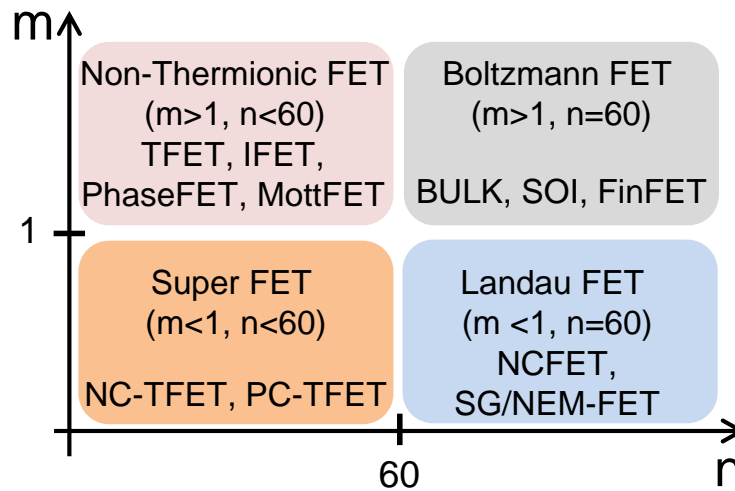 m
Non-Thermionic FET
(m>1, n<60)
TFET, IFET,
PhaseFET, MottFET
Boltzmann FET
(m>1, n=60)
BULK, SOI, FinFET
1
Super FET
(m<1, n<60)
NC-TFET, PC-TFET
Landau FET
(m <1, n=60)
NCFET,
SG/NEM-FET
60
n